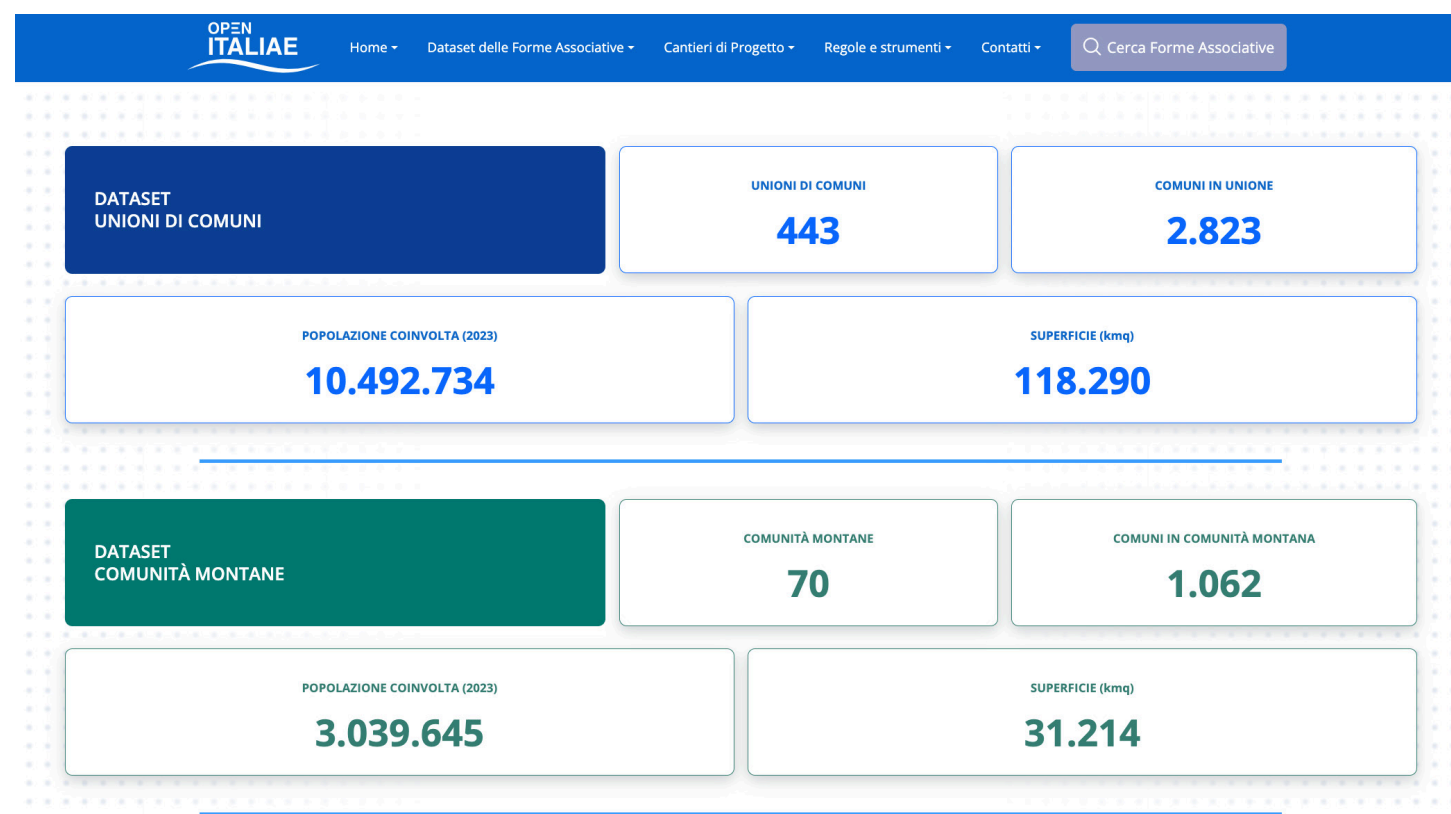 OPEN
ITALIAE
Home
Dataset delle Forme Associative
Cantieri di Progetto
Regole e strumenti
Contatti
Cerca Forme Associative
DATASET
UNIONI DI COMUNI
UNIONI DI COMUNI
443
COMUNI IN UNIONE
2.823
POPOLAZIONE COINVOLTA (2023)
10.492.734
SUPERFICIE (kmq)
118.290
DATASET
COMUNITÀ MONTANE
COMUNITÀ MONTANE
70
COMUNI IN COMUNITÀ MONTANA
1.062
POPOLAZIONE COINVOLTA (2023)
3.039.645
SUPERFICIE (kmq)
31.214